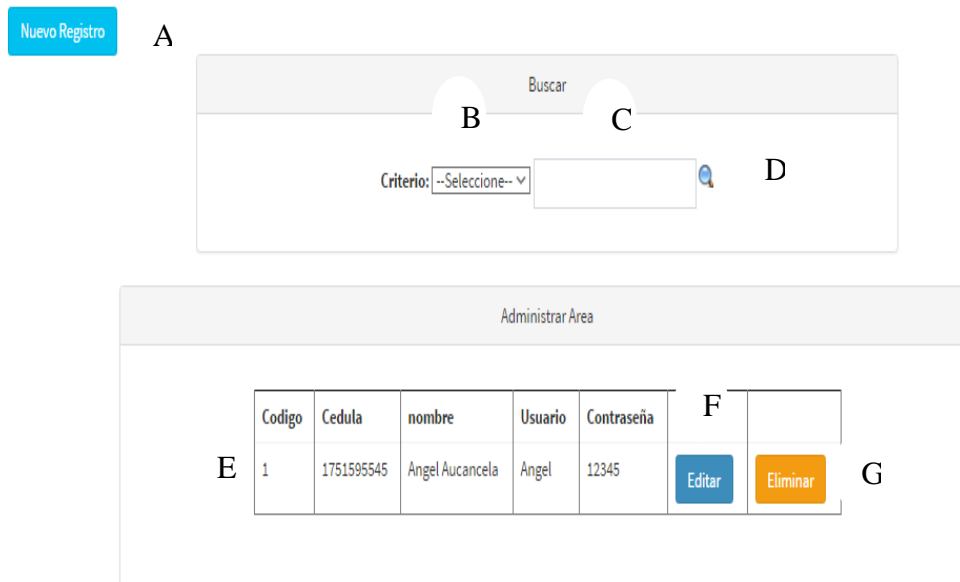 Nuevo Registro
A
Buscar
B
C
Criterio: --Seleccione--
D
Administrar Area
F
Codigo Cedula nombre Usuario Contraseña
E
1 1751595545 Angel Aucancela Angel 12345 Editar Eliminar
G